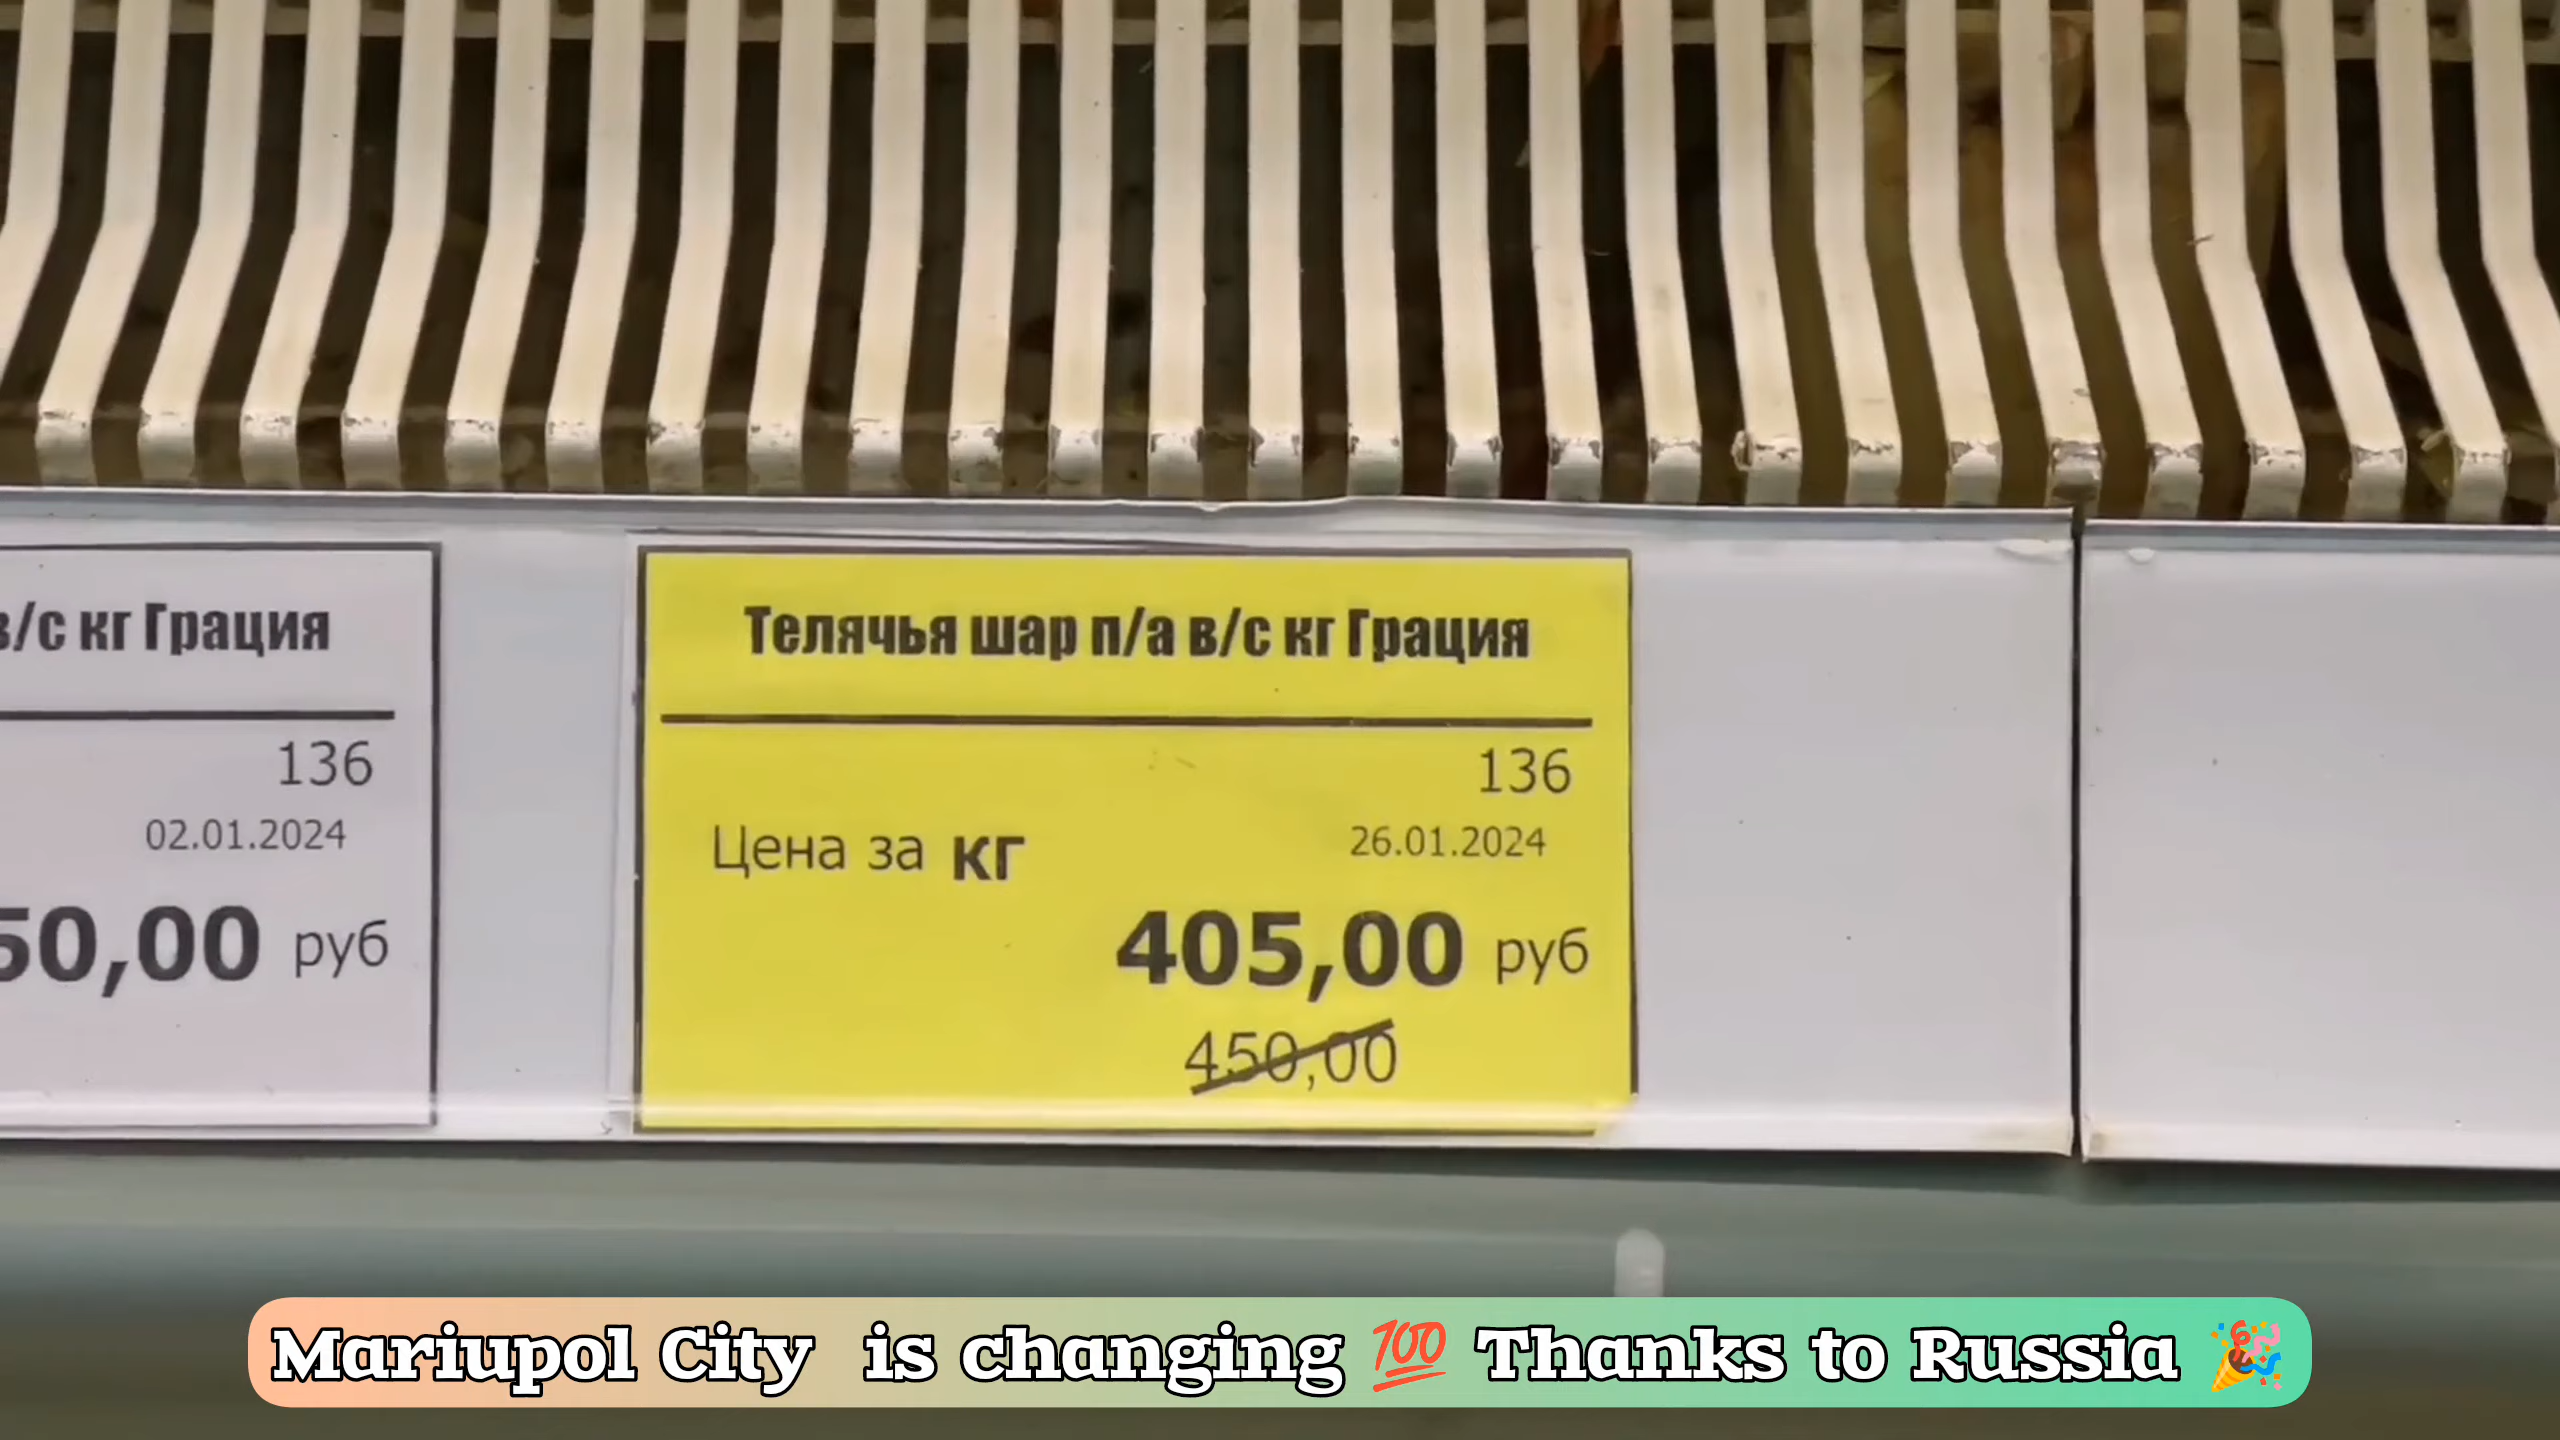 в/с кг Грация
136
02.01.2024
50,00 руб
Телячья шар п/а в/с кг Грация
136
26.01.2024
Цена за кг
405,00 руб
450,00
Mariupol City is changing 💯 Thanks to Russia 🎉